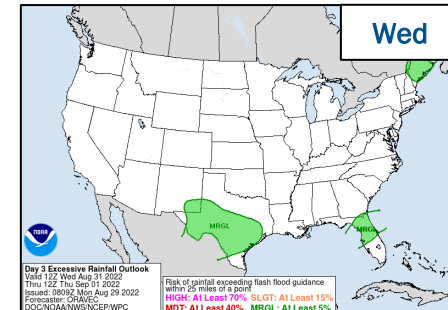 Wed
MRGL
MRGL
NOAA
Day 3 Excessive Rainfall Outlook
Valid 12Z Wed Aug 31 2022
Thru 12Z Thu Sep 01 2022
Issued: 0809Z Mon Aug 29 2022
Forecaster: ORAVEC
DOC/NOAA/NWS/NCEP/WPC
Risk of rainfall exceeding flash flood guidance
within 25 miles of a point
HIGH: At Least 70% SLGT: At Least 15%
MDT: At Least 40% MRGL: At Least 5%